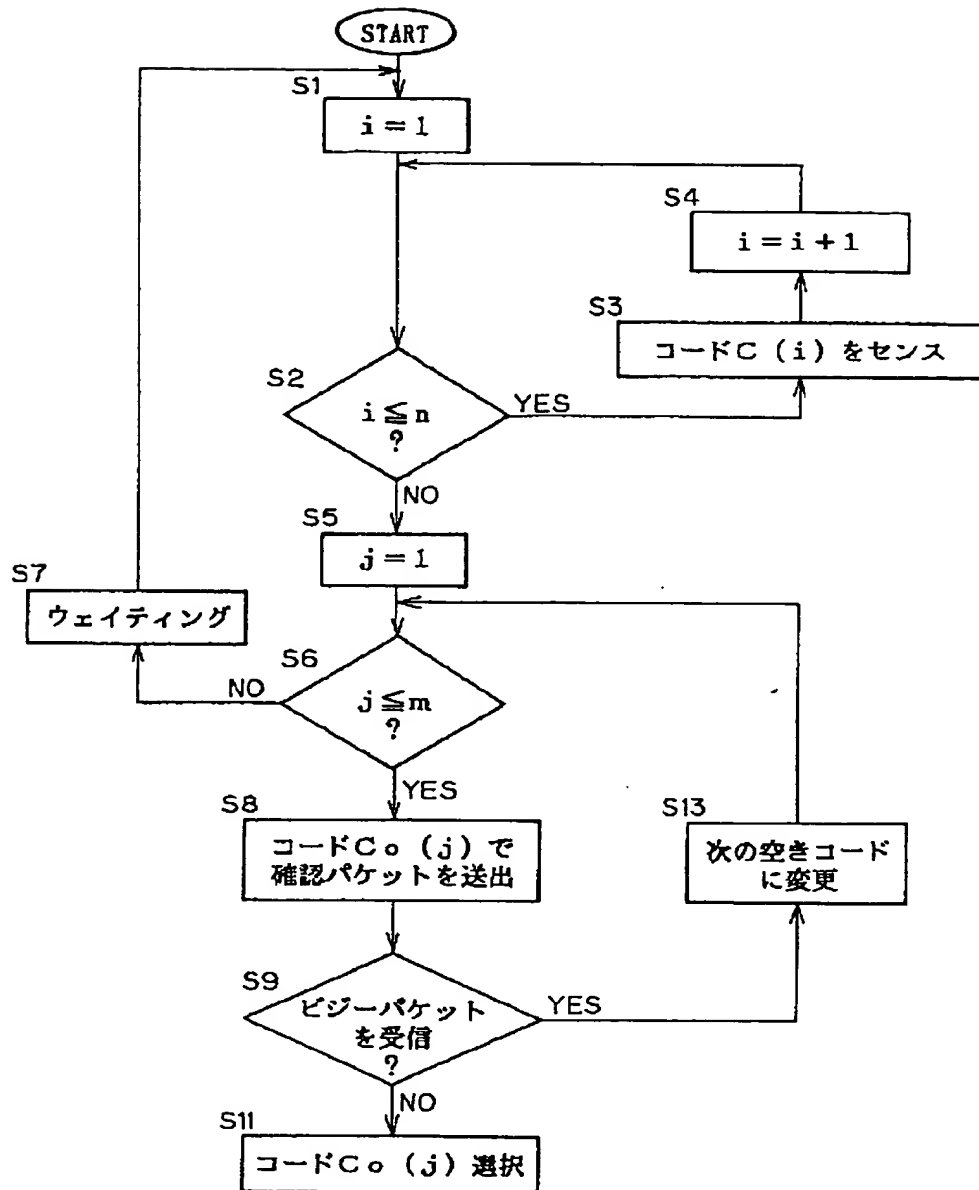 START
S1
i＝1
S4
i＝i＋1
S3
コードC（i）をセンス
S2
i≦n
?
YES
NO
S5
j＝1
S7
ウェイティング
S6
NO
j≦m
?
YES
S8
コードCo（j）で
確認パケットを送出
S13
次の空きコード
に変更
S9
ビジーパケット
を受信
?
YES
NO
S11
コードCo（j）選択